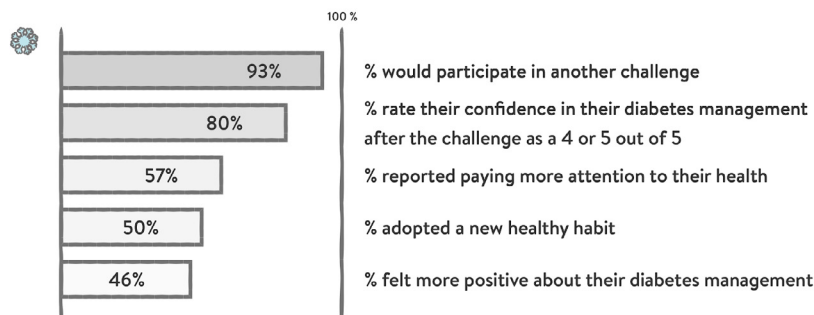 100 %
93%
% would participate in another challenge
80%
% rate their confidence in their diabetes management
after the challenge as a 4 or 5 out of 5
57%
% reported paying more attention to their health
50%
% adopted a new healthy habit
46%
% felt more positive about their diabetes management